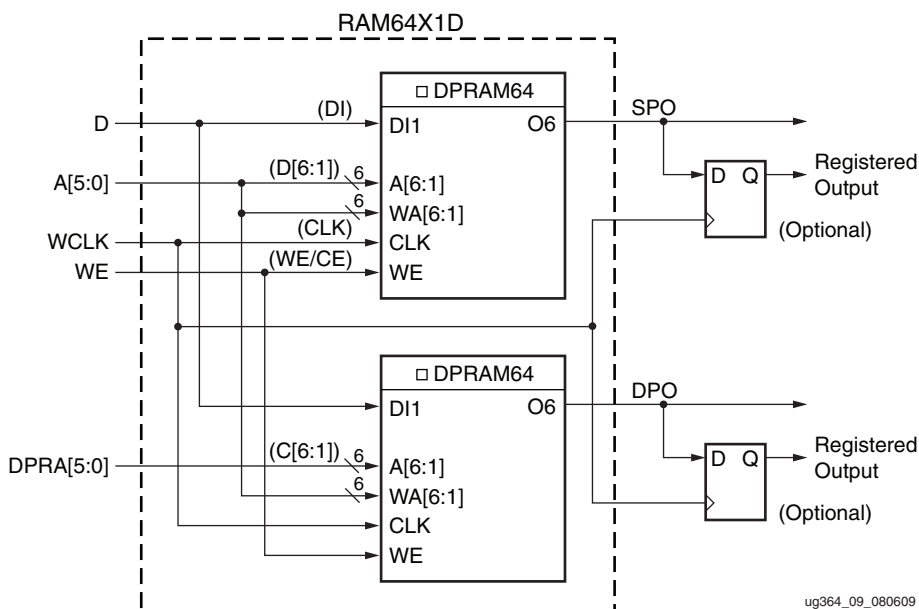 RAM64X1D
DPRAM64
D
(DI)
DI1
O6
SPO
A[5:0]
(D[6:1])
6
A[6:1]
6
WA[6:1]
WCLK
(CLK)
CLK
WE
(WE/CE)
WE
D Q
Registered
Output
(Optional)
DPRAM64
DI1
O6
DPO
DPRA[5:0]
(C[6:1])
6
A[6:1]
6
WA[6:1]
CLK
WE
D Q
Registered
Output
(Optional)
ug364_09_080609